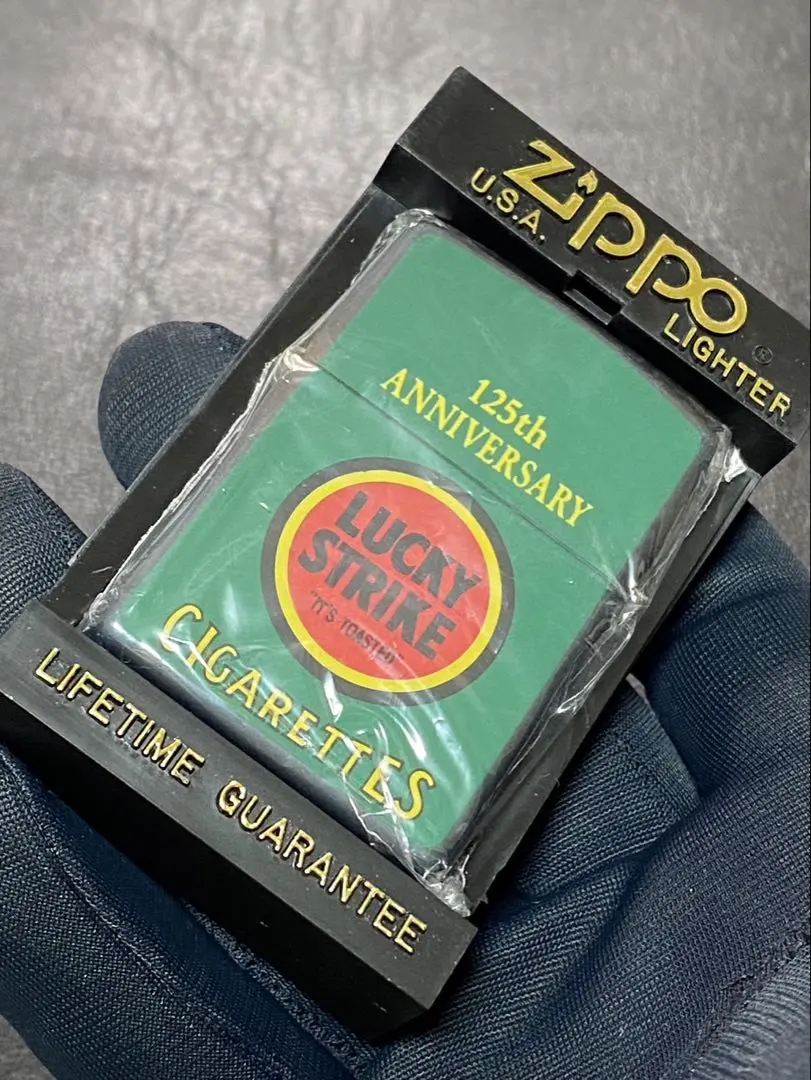 Zippo
U.S.A.
LIGHTER
®
125th
ANNIVERSARY
LUCKY
STRIKE
"IT'S TOASTED"
CIGARETTES
LIFETIME GUARANTEE